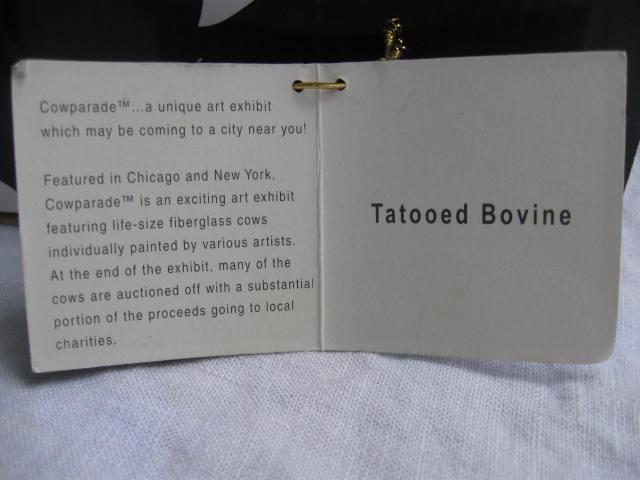 Cowparade™...a unique art exhibit
which may be coming to a city near you!
Featured in Chicago and New York,
Cowparade™ is an exciting art exhibit
featuring life-size fiberglass cows
individually painted by various artists.
At the end of the exhibit, many of the
cows are auctioned off with a substantial
portion of the proceeds going to local
charities.
Tatooed Bovine